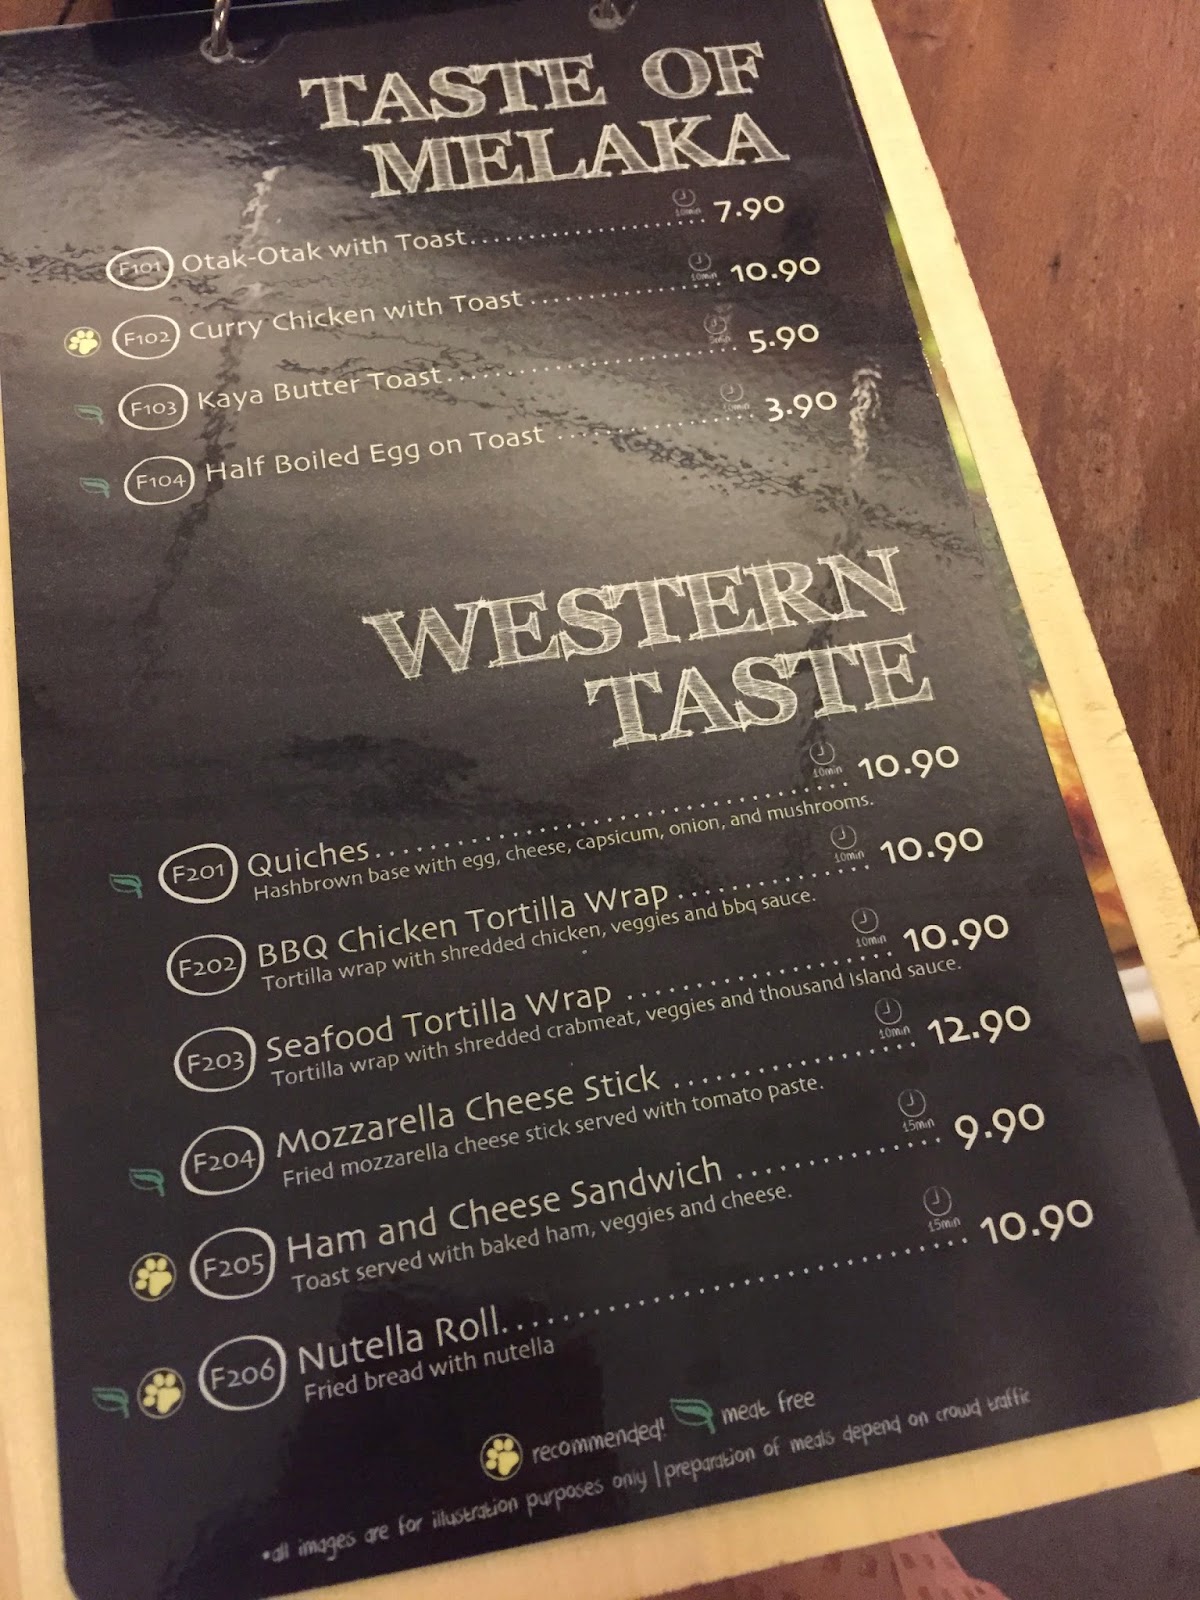 TASTE OF
MELAKA
F101 Otak-Otak with Toast 10min 7.90
F102 Curry Chicken with Toast 10min 10.90
F103 Kaya Butter Toast 5.90
F104 Half Boiled Egg on Toast 3.90
WESTERN
TASTE
F201 Quiches 10min 10.90
Hashbrown base with egg, cheese, capsicum, onion, and mushrooms.
F202 BBQ Chicken Tortilla Wrap 10min 10.90
Tortilla wrap with shredded chicken, veggies and bbq sauce.
F203 Seafood Tortilla Wrap 10min 10.90
Tortilla wrap with shredded crabmeat, veggies and thousand Island sauce.
F204 Mozzarella Cheese Stick 10min 12.90
Fried mozzarella cheese stick served with tomato paste.
F205 Ham and Cheese Sandwich 15min 9.90
Toast served with baked ham, veggies and cheese.
F206 Nutella Roll 15min 10.90
Fried bread with nutella
recommended! meat free
•all images are for illustration purposes only | preparation of meals depend on crowd traffic